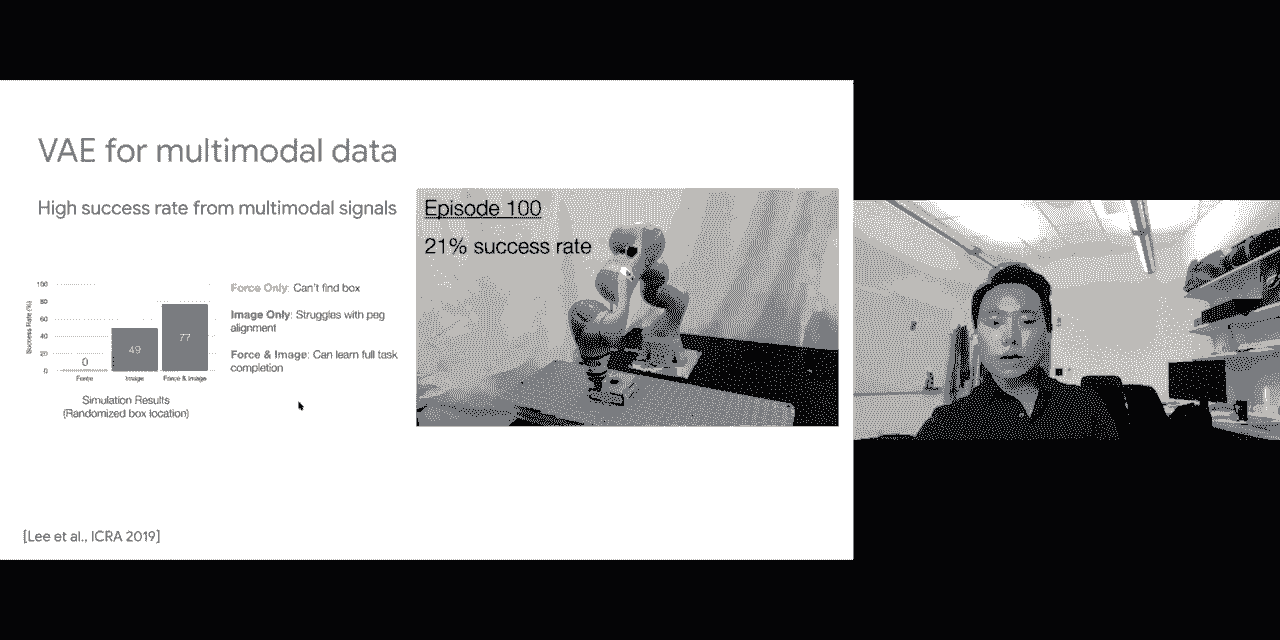 VAE for multimodal data
High success rate from multimodal signals
Episode 100
21% success rate
100
80
60
40
20
0
Success Rate (%)
0
49
77
Force
Image
Force & Image
Simulation Results
(Randomized box location)
Force Only: Can't find box
Image Only: Struggles with peg
alignment
Force & Image: Can learn full task
completion
[Lee et al., ICRA 2019]